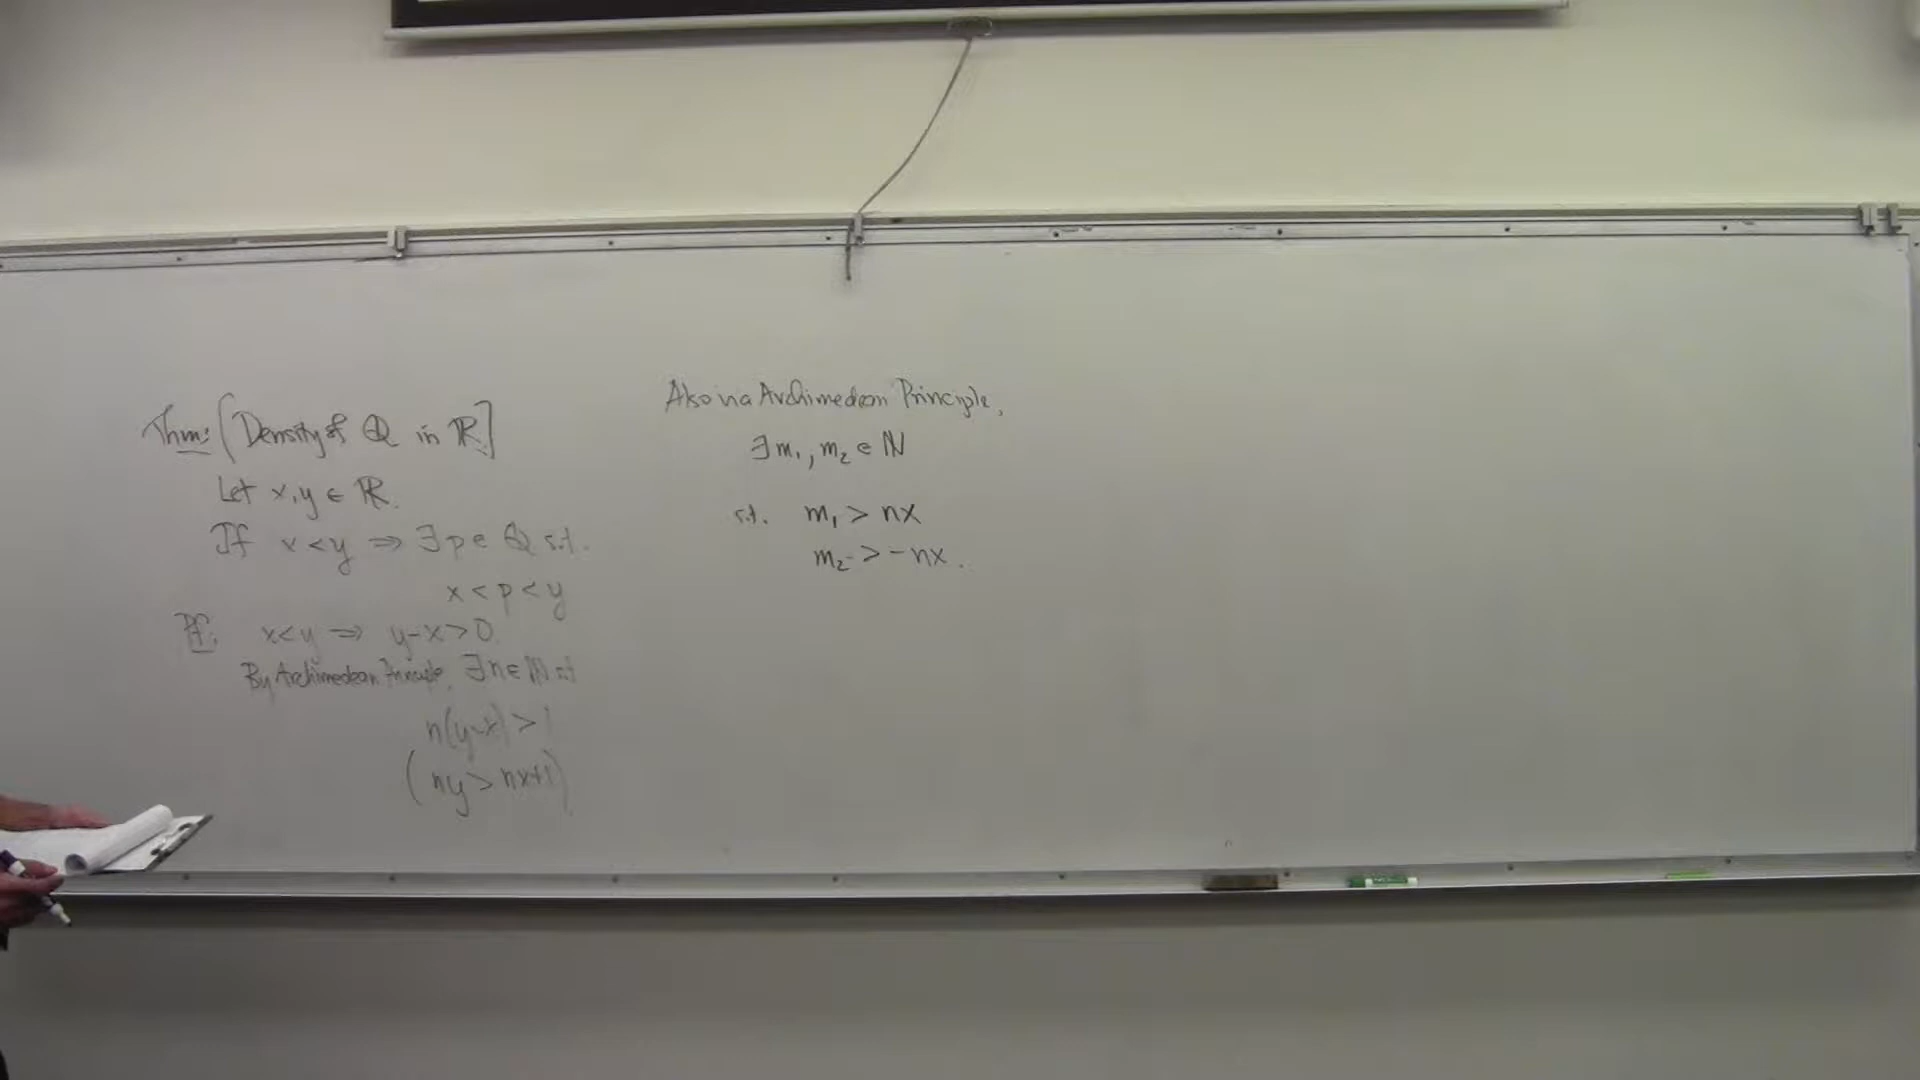 Thm: [Density of ℚ in ℝ]
Let x, y ∈ ℝ.
If x < y ⇒ ∃ p ∈ ℚ s.t.
x < p < y
Pf: x < y ⇒ y - x > 0
By Archimedean Principle, ∃ n ∈ ℕ s.t
n(y-x) > 1
(ny > nx+1)
Also via Archimedean Principle,
∃ m₁, m₂ ∈ ℕ
s.t. m₁ > nx
m₂ > -nx.